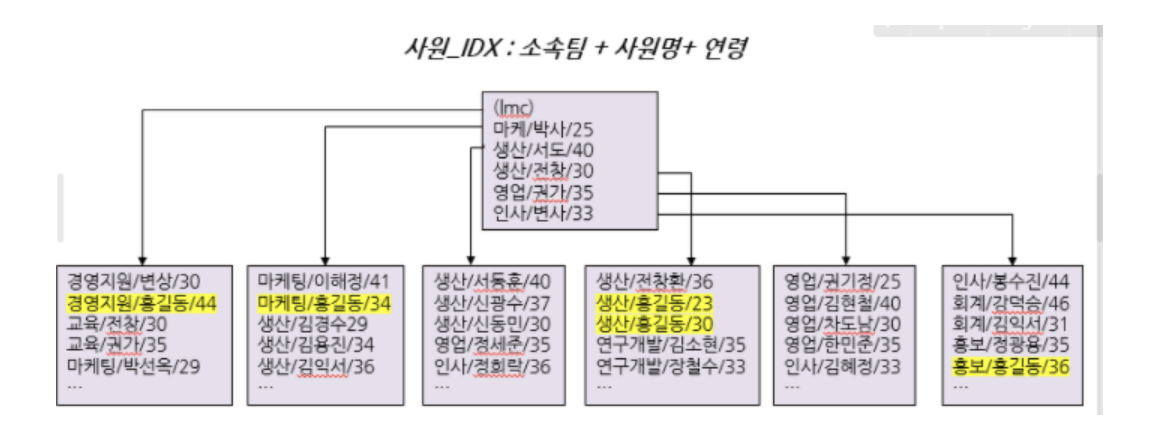 사원_IDX : 소속팀 + 사원명+ 연령
(lmc)
마케/박사/25
생산/서도/40
생산/전창/30
영업/권가/35
인사/변사/33
경영지원/변상/30
경영지원/홍길동/44
교육/전창/30
교육/권가/35
마케팅/박선옥/29
...
마케팅/이해정/41
마케팅/홍길동/34
생산/김경수29
생산/김용진/34
생산/김익서/36
...
생산/서동훈/40
생산/신광수/37
생산/신동민/30
영업/정세준/35
인사/정희락/36
...
생산/전창환/36
생산/홍길동/23
생산/홍길동/30
연구개발/김소현/35
연구개발/장철수/33
...
영업/권기정/25
영업/김현철/40
영업/차도남/30
영업/한민준/35
인사/김혜정/33
...
인사/봉수진/44
회계/강덕승/46
회계/김익서/31
홍보/정광용/35
홍보/홍길동/36
...